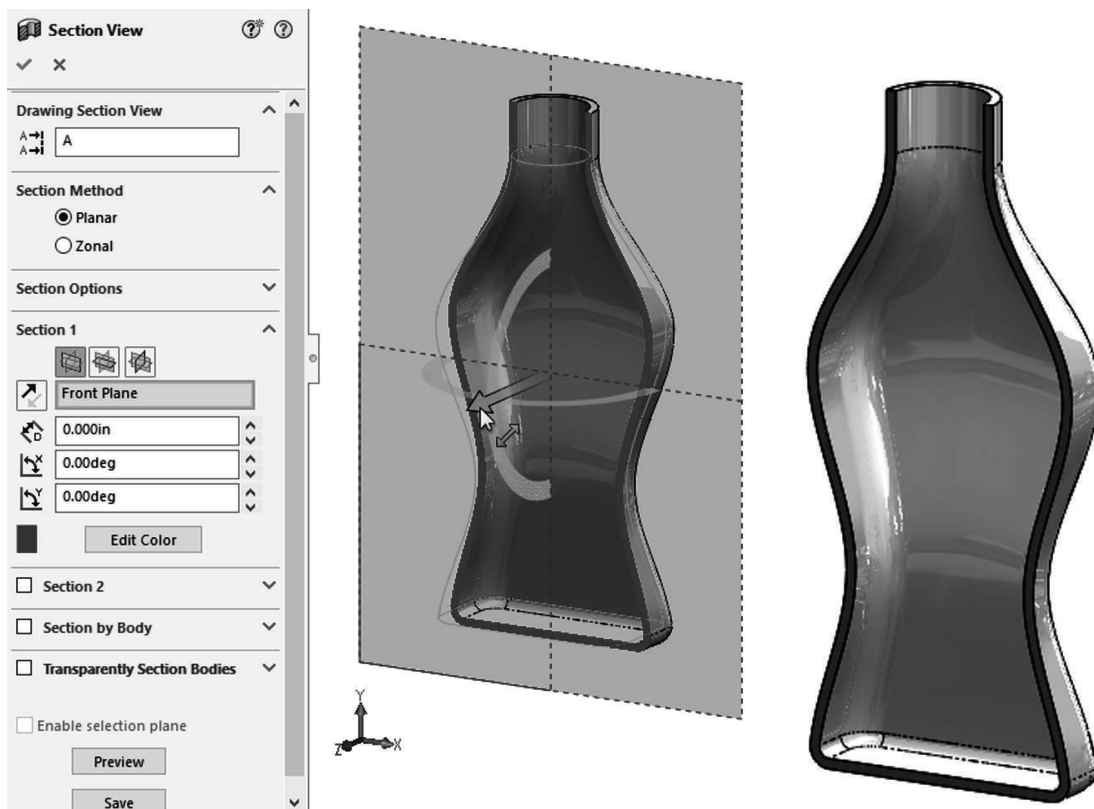 Section View
Drawing Section View
A
Section Method
Planar
Zonal
Section Options
Section 1
Front Plane
0.000in
0.00deg
0.00deg
Edit Color
Section 2
Section by Body
Transparently Section Bodies
Enable selection plane
Preview
Save
Y
Z
X